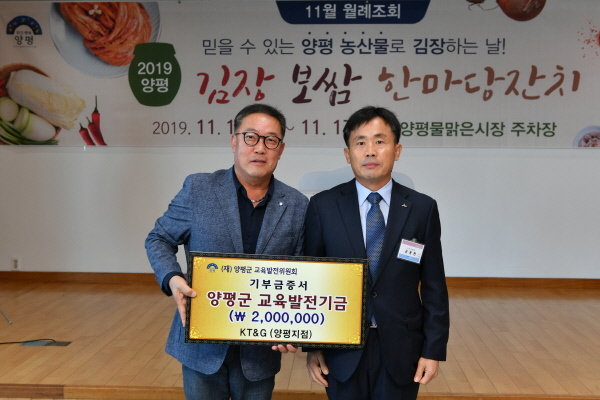 11월 월례조회
양평
믿을 수 있는 양평 농산물로 김장하는 날!
2019
양평
김장 보쌈 한마당잔치
2019. 11. 1 ~ 11. 17 양평물맑은시장 주차장
(재) 양평군 교육발전위원회
기부금증서
양평군 교육발전기금
(₩ 2,000,000)
KT&G (양평지점)